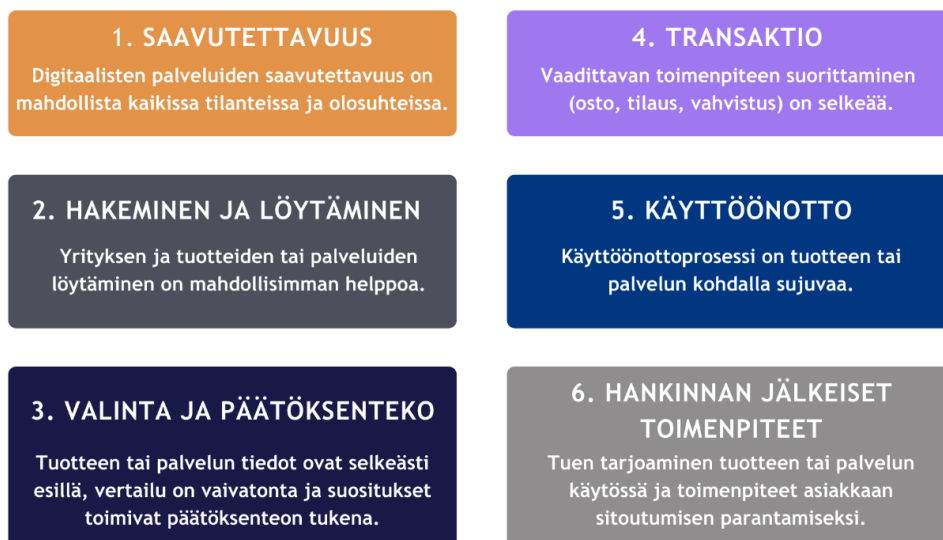 1. SAAVUTETTAVUUS
Digitaalisten palveluiden saavutettavuus on
mahdollista kaikissa tilanteissa ja olosuhteissa.
2. HAKEMINEN JA LÖYTÄMINEN
Yrityksen ja tuotteiden tai palveluiden
löytäminen on mahdollisimman helppoa.
3. VALINTA JA PÄÄTÖKSENTEKO
Tuotteen tai palvelun tiedot ovat selkeästi
esillä, vertailu on vaivatonta ja suositukset
toimivat päätöksenteon tukena.
4. TRANSAKTIO
Vaadittavan toimenpiteen suorittaminen
(osto, tilaus, vahvistus) on selkeää.
5. KÄYTTÖÖNOTTO
Käyttöönottoprosessi on tuotteen tai
palvelun kohdalla sujuvaa.
6. HANKINNAN JÄLKEISET
TOIMENPITEET
Tuen tarjoaminen tuotteen tai palvelun
käytössä ja toimenpiteet asiakkaan
sitoutumisen parantamiseksi.